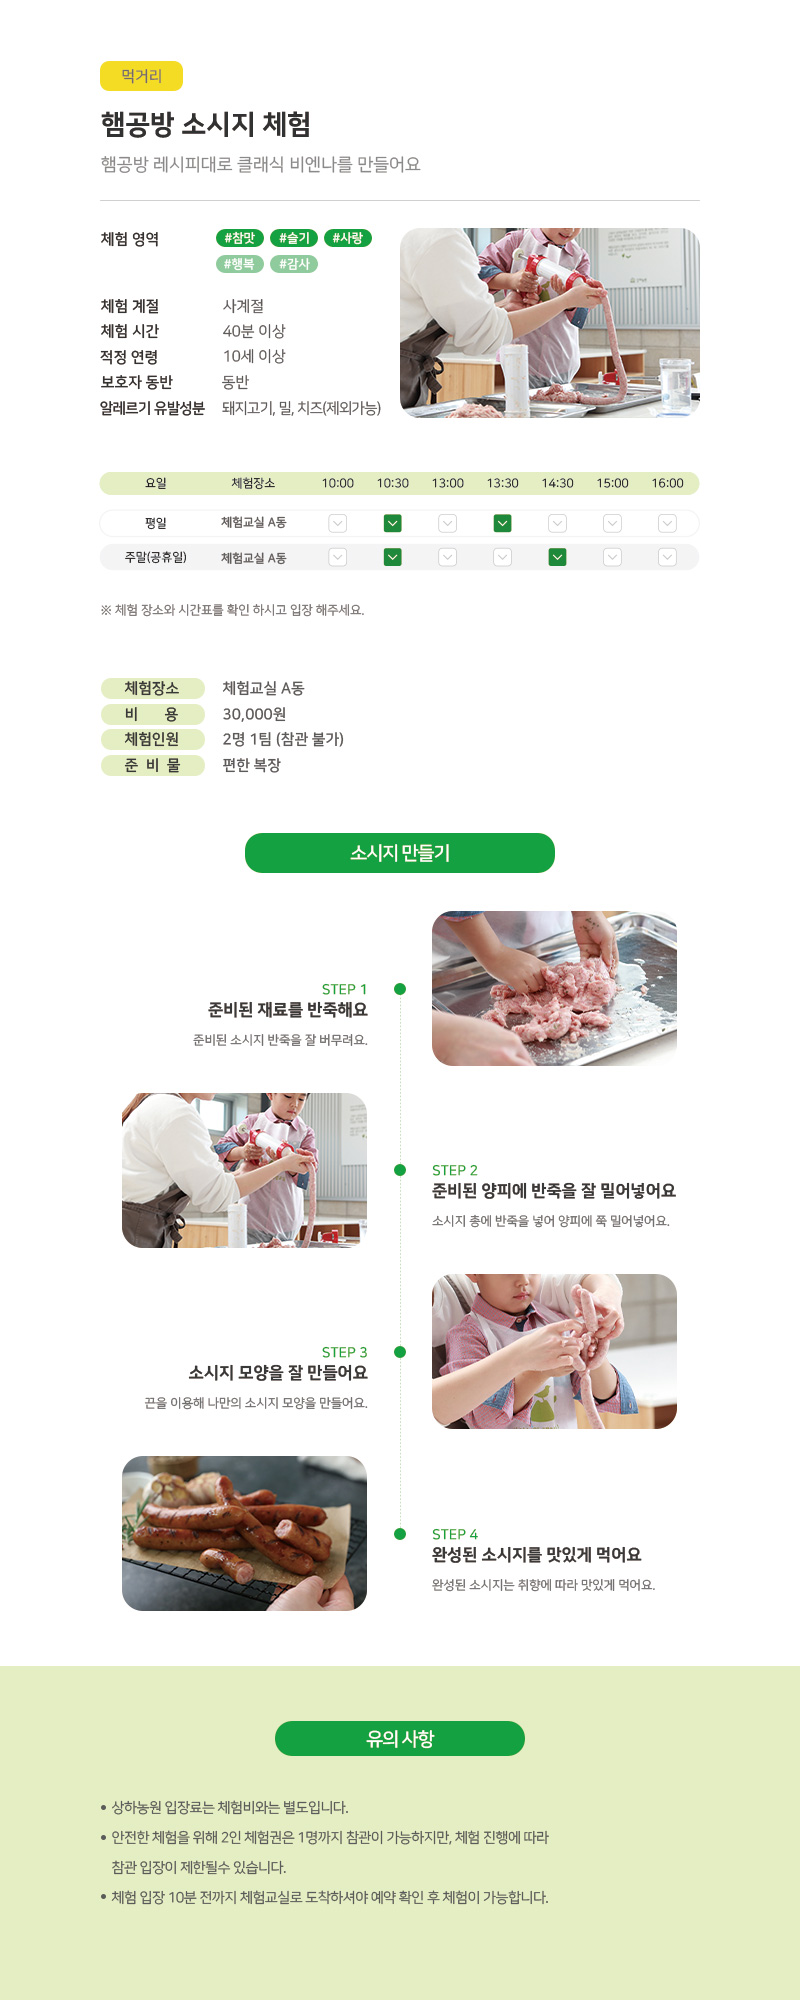 먹거리
햄공방 소시지 체험
햄공방 레시피대로 클래식 비엔나를 만들어요
체험 영역 #참맛 #슬기 #사랑
#행복 #감사
체험 계절 사계절
체험 시간 40분 이상
적정 연령 10세 이상
보호자 동반 동반
알레르기 유발성분 돼지고기, 밀, 치즈(제외가능)
요일 체험장소 10:00 10:30 13:00 13:30 14:30 15:00 16:00
평일 체험교실 A동
주말(공휴일) 체험교실 A동
※ 체험 장소와 시간표를 확인 하시고 입장 해주세요.
체험장소 체험교실 A동
비 용 30,000원
체험인원 2명 1팀 (참관 불가)
준 비 물 편한 복장
소시지 만들기
STEP 1
준비된 재료를 반죽해요
준비된 소시지 반죽을 잘 버무려요.
STEP 2
준비된 양피에 반죽을 잘 밀어넣어요
소시지 총에 반죽을 넣어 양피에 쭉 밀어넣어요.
STEP 3
소시지 모양을 잘 만들어요
끈을 이용해 나만의 소시지 모양을 만들어요.
STEP 4
완성된 소시지를 맛있게 먹어요
완성된 소시지는 취향에 따라 맛있게 먹어요.
유의 사항
• 상하농원 입장료는 체험비와는 별도입니다.
• 안전한 체험을 위해 2인 체험권은 1명까지 참관이 가능하지만, 체험 진행에 따라
참관 입장이 제한될수 있습니다.
• 체험 입장 10분 전까지 체험교실로 도착하셔야 예약 확인 후 체험이 가능합니다.